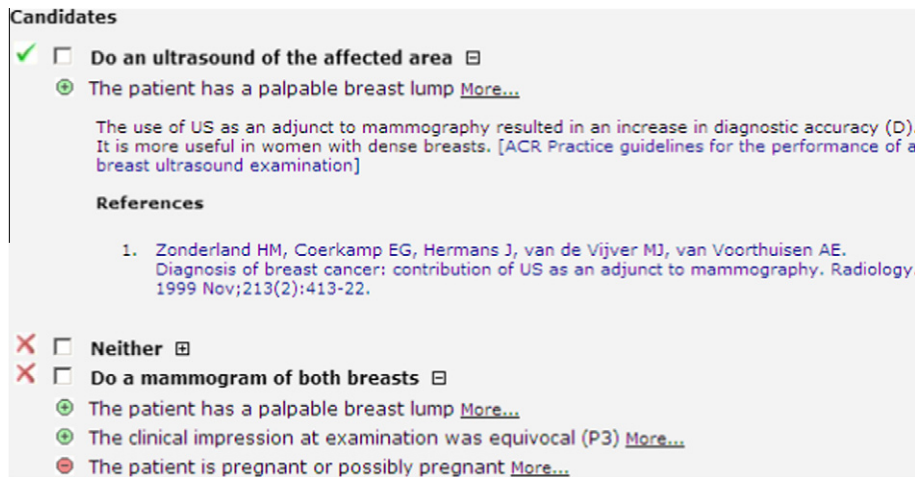 Candidates
Do an ultrasound of the affected area
The patient has a palpable breast lump More...
The use of US as an adjunct to mammography resulted in an increase in diagnostic accuracy (D).
It is more useful in women with dense breasts. [ACR Practice guidelines for the performance of a
breast ultrasound examination]
References
1. Zonderland HM, Coerkamp EG, Hermans J, van de Vijver MJ, van Voorthuisen AE.
Diagnosis of breast cancer: contribution of US as an adjunct to mammography. Radiology.
1999 Nov;213(2):413-22.
Neither
Do a mammogram of both breasts
The patient has a palpable breast lump More...
The clinical impression at examination was equivocal (P3) More...
The patient is pregnant or possibly pregnant More...